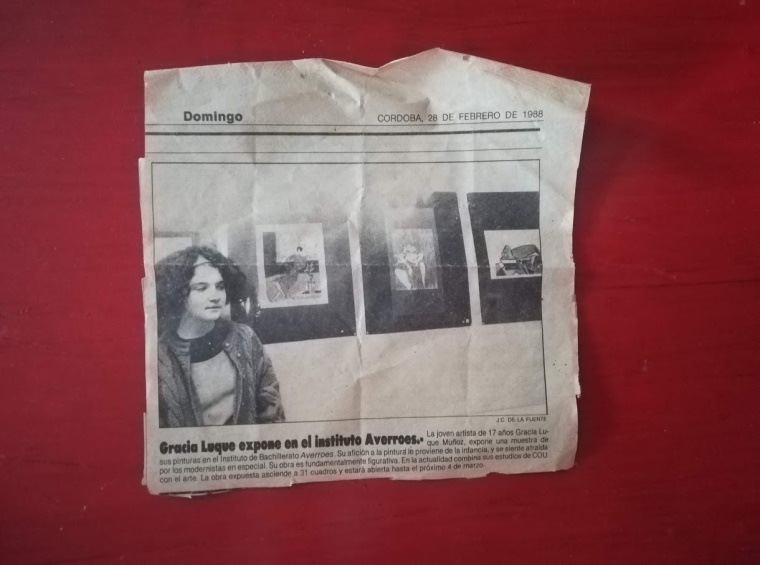 Domingo
CORDOBA, 28 DE FEBRERO DE 1988
J.C. DE LA FUENTE
Gracia Luque expone en el instituto Averroes.- La joven artista de 17 años Gracia Lu-
que Muñoz, expone una muestra de
sus pinturas en el Instituto de Bachillerato Averroes. Su afición a la pintura le proviene de la infancia, y se siente atraída
por los modernistas en especial. Su obra es fundamentalmente figurativa. En la actualidad combina sus estudios de COU
con el arte. La obra expuesta asciende a 31 cuadros y estara abierta hasta el próximo 4 de marzo.